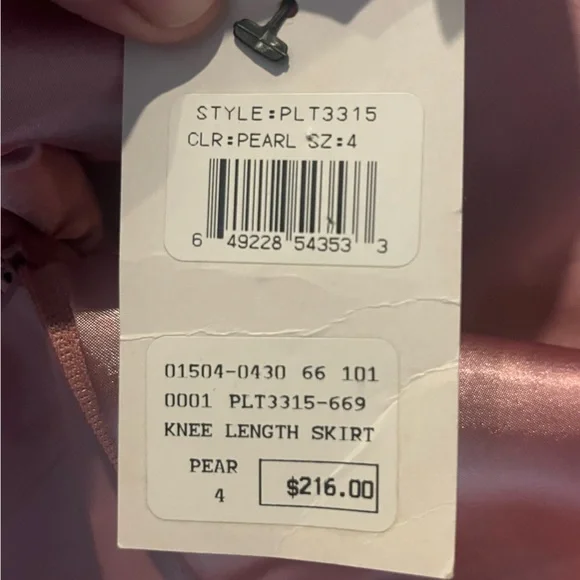 STYLE:PLT3315
CLR:PEARL SZ:4
6 49228 54353 3
01504-0430 66 101
0001 PLT3315-669
KNEE LENGTH SKIRT
PEAR
4
$216.00